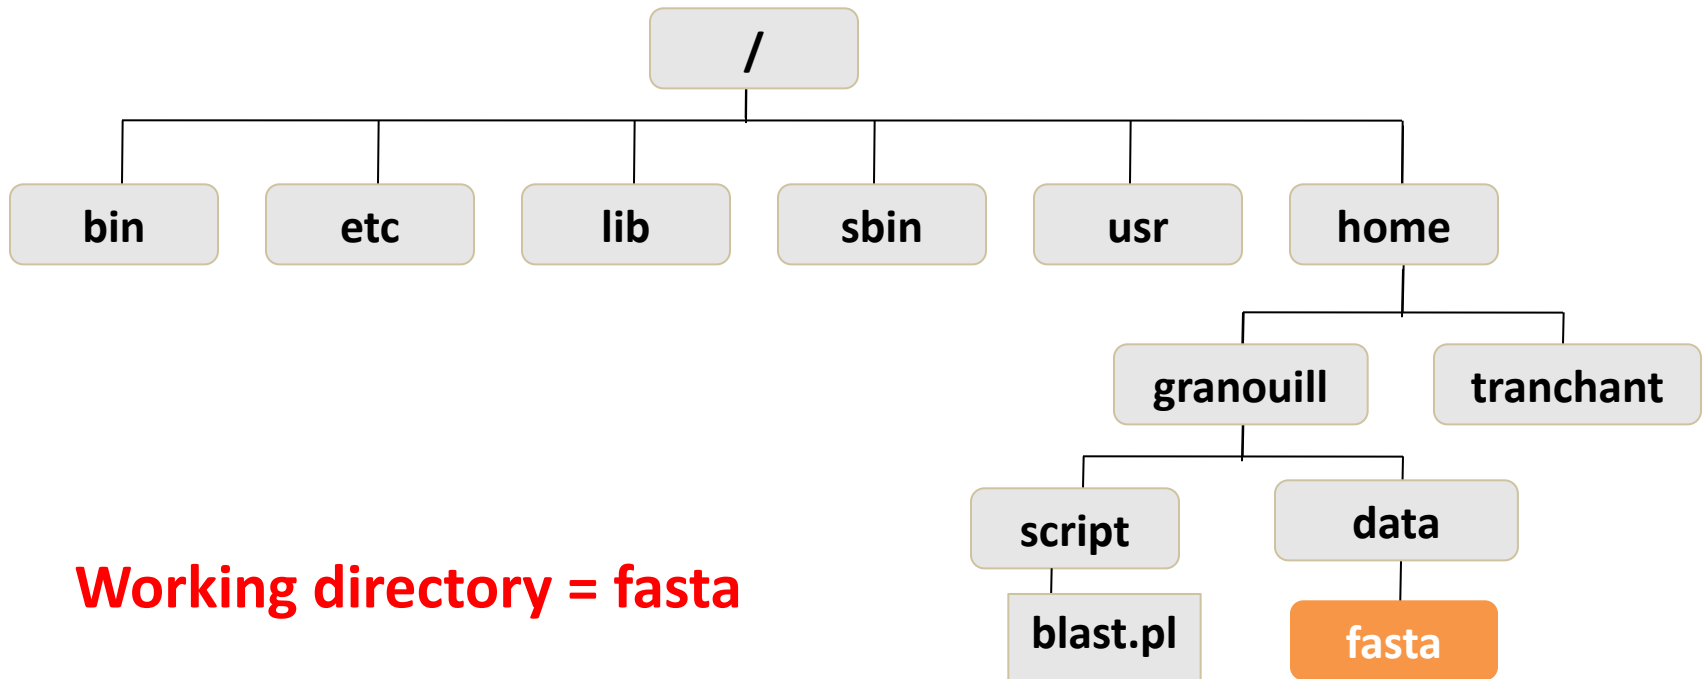 /
bin
etc
lib
sbin
usr
home
granouill
tranchant
script
data
Working directory = fasta
blast.pl
fasta